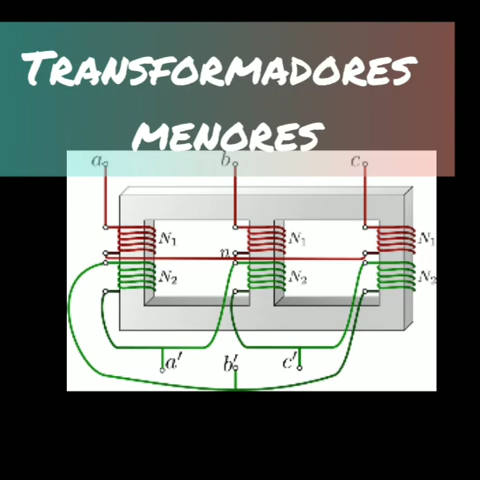 TRANSFORMADORES
MENORES
a b c
N₁ N₁ N₁
n
N₂ N₂ N₂
a′ b′ c′